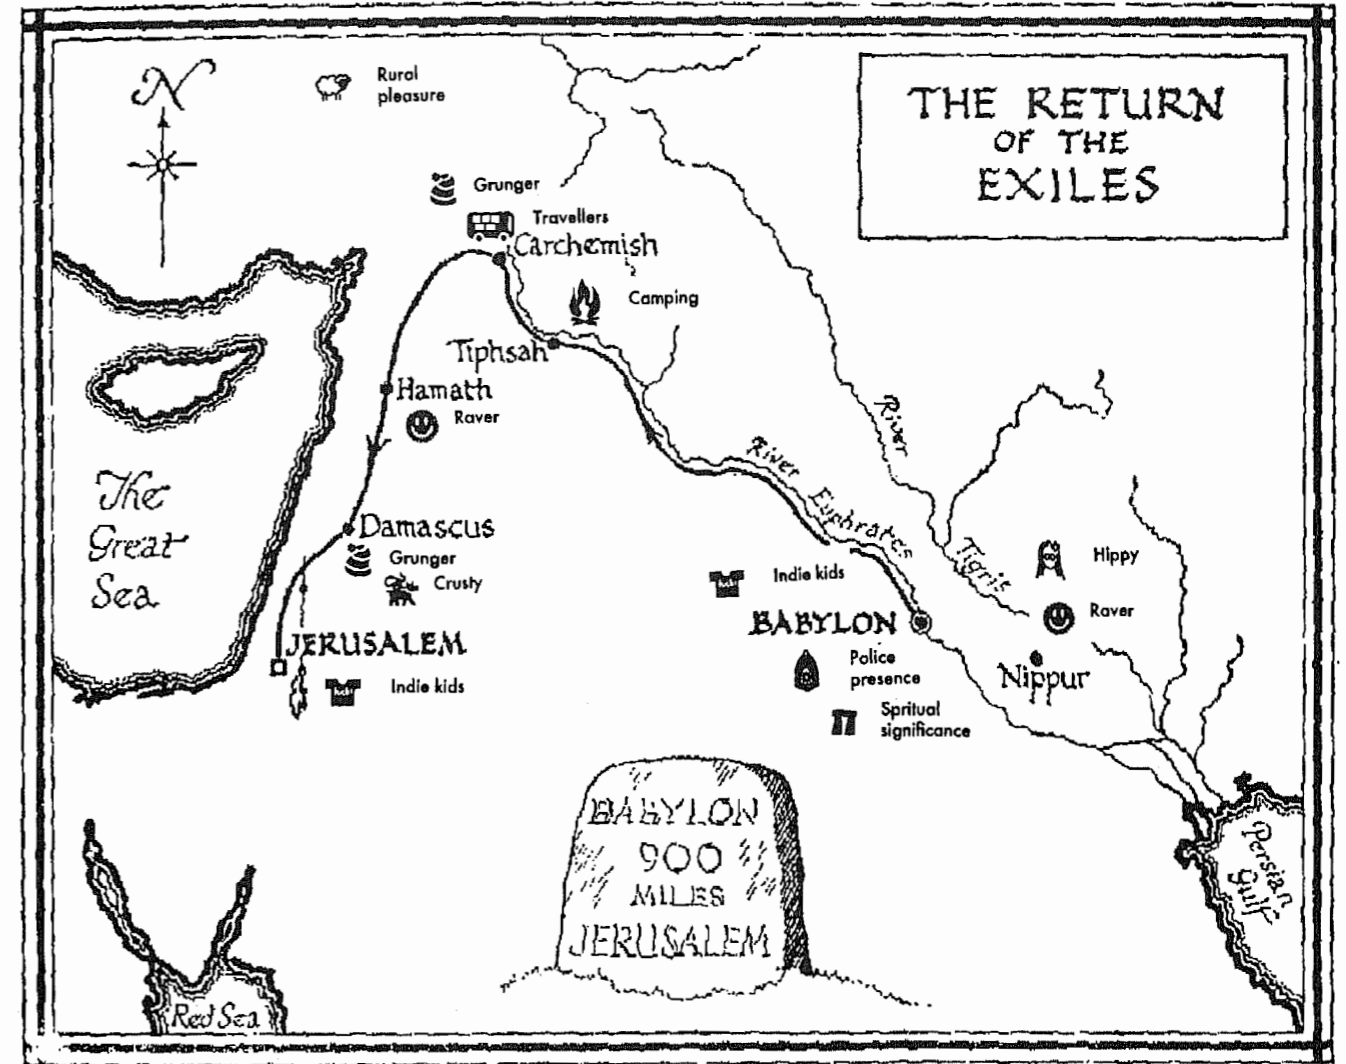 N
Rural
pleasure
THE RETURN
OF THE
EXILES
Grunger
Travellers
Carchemish
Camping
Tiphsah
Hamath
Raver
River
River Euphrates
Tigris
The
Great
Sea
Damascus
Grunger
Crusty
Indie kids
Hippy
Raver
BABYLON
JERUSALEM
Indie kids
Police
presence
Nippur
Spritual
significance
BABYLON
900
MILES
JERUSALEM
Persian
Gulf
Red Sea